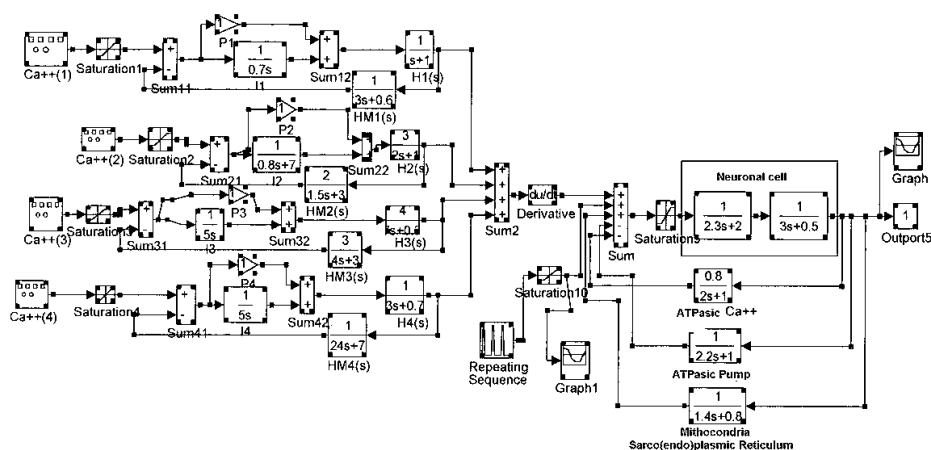 Ca++(1)
Saturation1
+
-
Sum11
1
P1
1
0.7s
I1
+
+
Sum12
1
s+1
H1(s)
1
3s+0.6
HM1(s)
Ca++(2)
Saturation2
+
-
Sum21
1
P2
1
0.8s+7
I2
Sum22
3
2s+1
H2(s)
2
1.5s+3
HM2(s)
Ca++(3)
+
-
Sum31
1
P3
1
5s
I3
+
+
Sum32
4
H3(s)
3
4s+3
HM3(s)
Ca++(4)
Saturation4
+
-
Sum41
1
P4
1
5s
I4
+
+
Sum42
1
3s+0.7
H4(s)
1
24s+7
HM4(s)
+
+
+
+
Sum2
du/dt
Derivative
Saturation10
Repeating
Sequence
Graph1
+
+
+
-
-
Sum
Saturation5
Neuronal cell
1
2.3s+2
1
3s+0.5
Graph
1
Outport5
0.8
2s+1
ATPasic Ca++
1
2.2s+1
ATPasic Pump
1
1.4s+0.8
Mithocondria
Sarco(endo)plasmic Reticulum